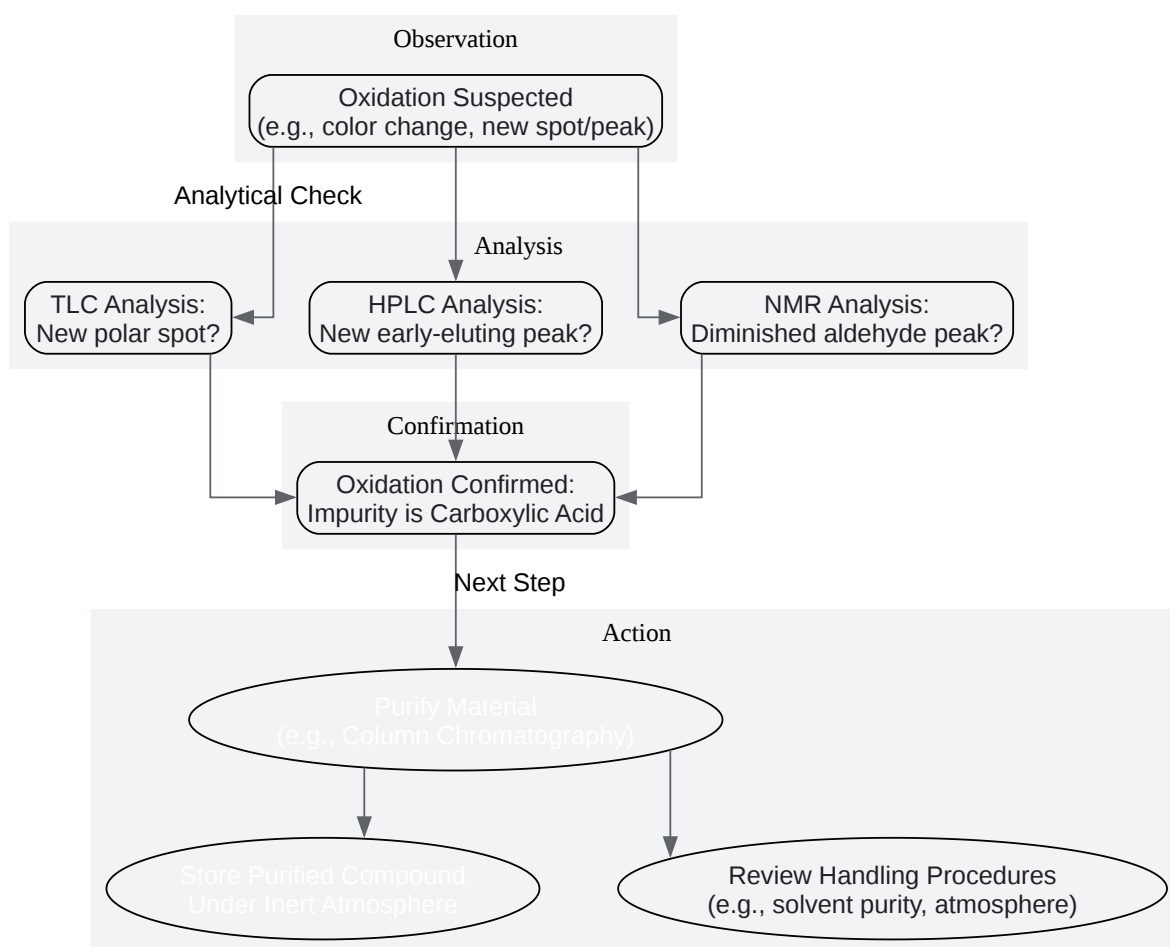 Observation
Oxidation Suspected
(e.g., color change, new spot/peak)
Analytical Check
Analysis
TLC Analysis:
New polar spot?
HPLC Analysis:
New early-eluting peak?
NMR Analysis:
Diminished aldehyde peak?
Confirmation
Oxidation Confirmed:
Impurity is Carboxylic Acid
Next Step
Action
Purify Material
(e.g., Column Chromatography)
Store Purified Compound
Under Inert Atmosphere
Review Handling Procedures
(e.g., solvent purity, atmosphere)